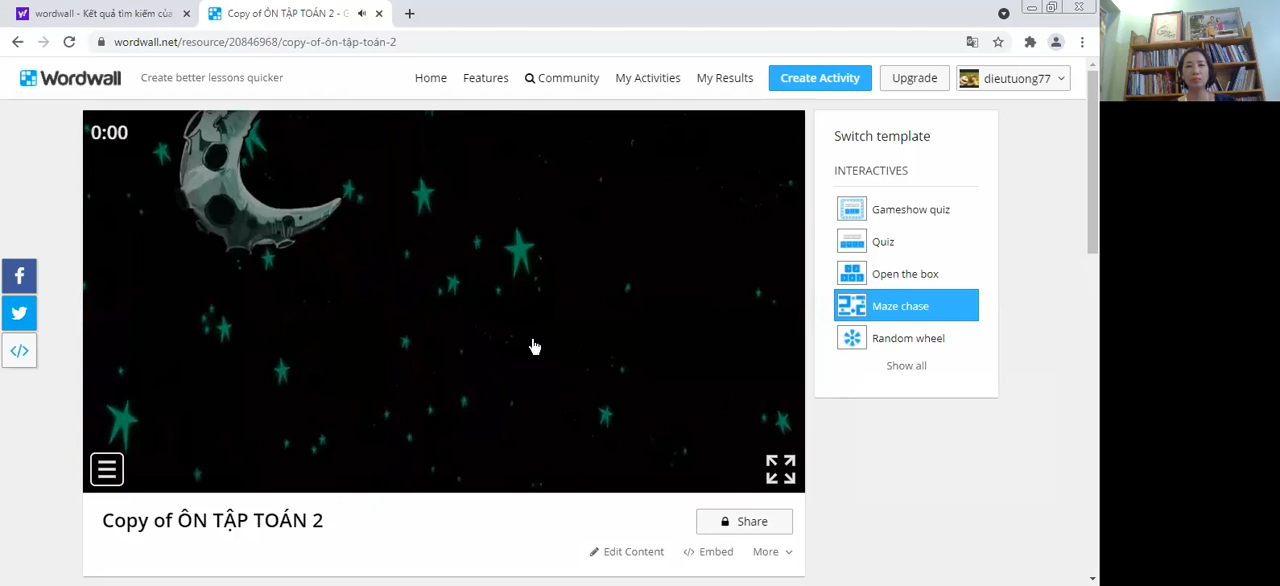 wordwall - Kết quả tìm kiếm củ
Copy of ÔN TẬP TOÁN 2 - G
wordwall.net/resource/20846968/copy-of-ôn-tập-toán-2
Wordwall
Create better lessons quicker
Home
Features
Community
My Activities
My Results
Create Activity
Upgrade
dieutuong77
0:00
Switch template
INTERACTIVES
Gameshow quiz
Quiz
Open the box
Maze chase
Random wheel
Show all
Copy of ÔN TẬP TOÁN 2
Share
Edit Content
</> Embed
More